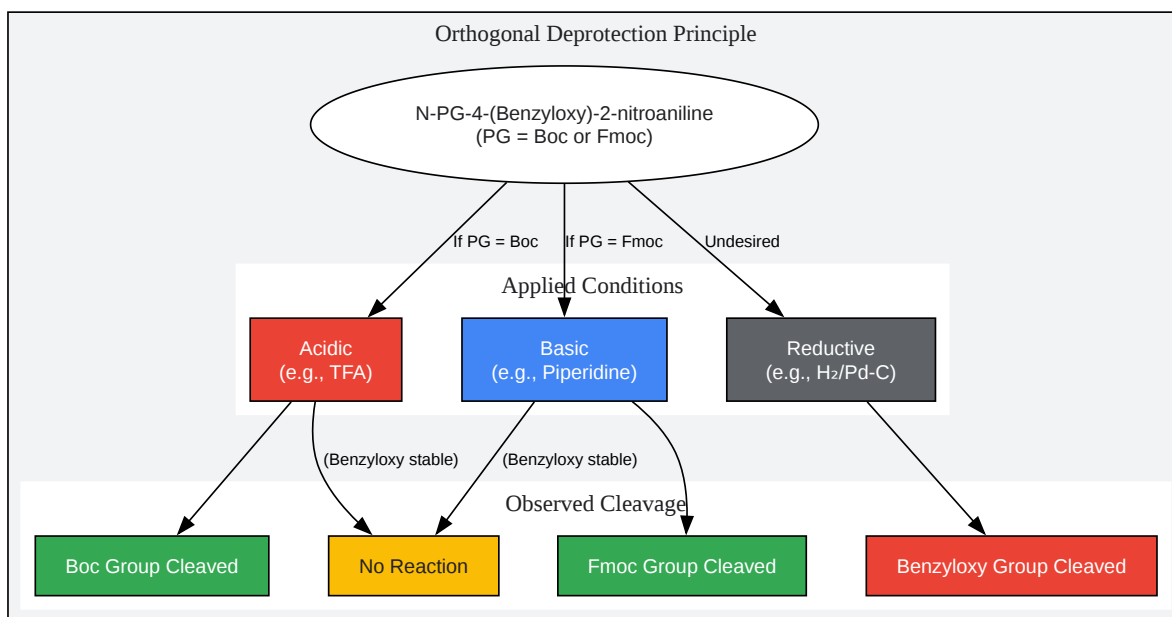 Orthogonal Deprotection Principle
N-PG-4-(Benzyloxy)-2-nitroaniline
(PG = Boc or Fmoc)
If PG = Boc
If PG = Fmoc
Undesired
Applied Conditions
Acidic
(e.g., TFA)
Basic
(e.g., Piperidine)
Reductive
(e.g., H₂/Pd-C)
(Benzyloxy stable)
(Benzyloxy stable)
Observed Cleavage
Boc Group Cleaved
No Reaction
Fmoc Group Cleaved
Benzyloxy Group Cleaved